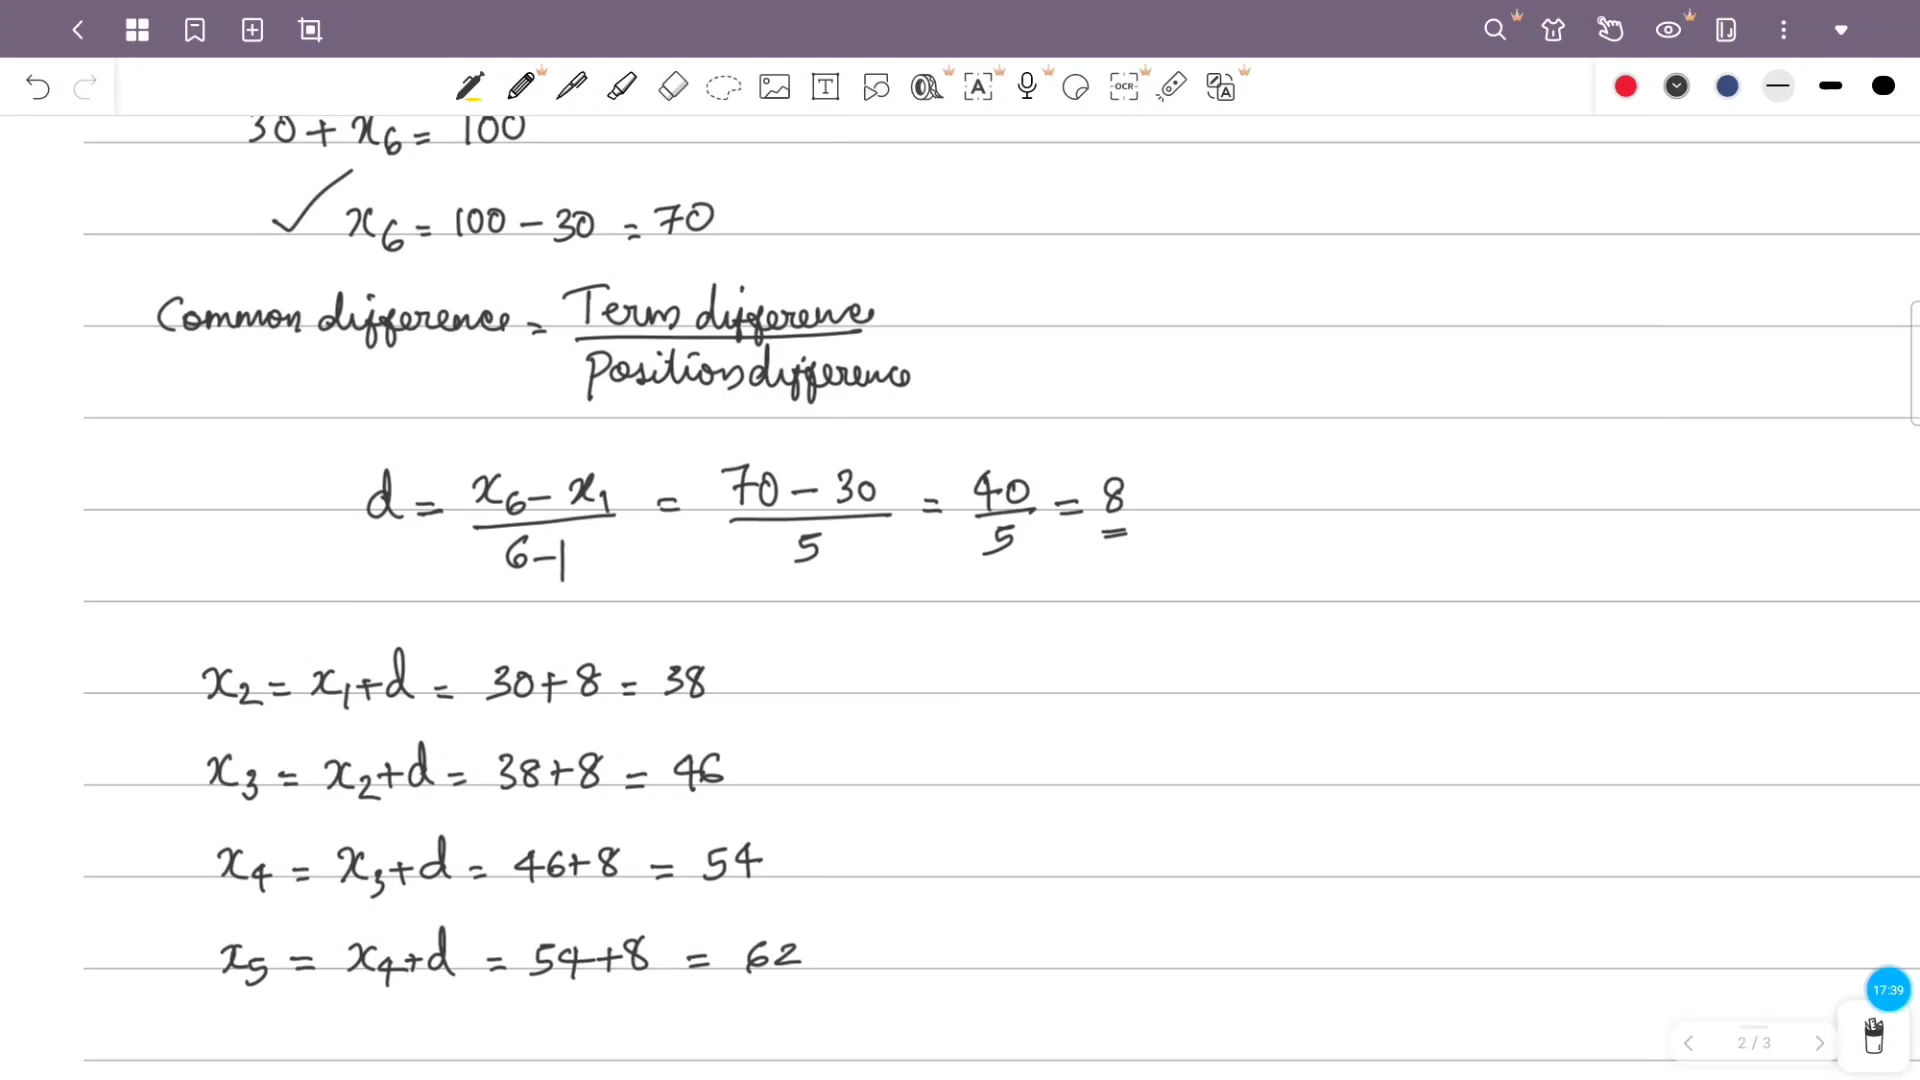 30 + x₆ = 100
x₆ = 100 - 30 = 70
Common difference = Term difference / Position difference
d = (x₆ - x₁) / (6-1) = (70 - 30) / 5 = 40 / 5 = 8
x₂ = x₁+d = 30+8 = 38
x₃ = x₂+d = 38+8 = 46
x₄ = x₃+d = 46+8 = 54
x₅ = x₄+d = 54+8 = 62
17:39
2 / 3